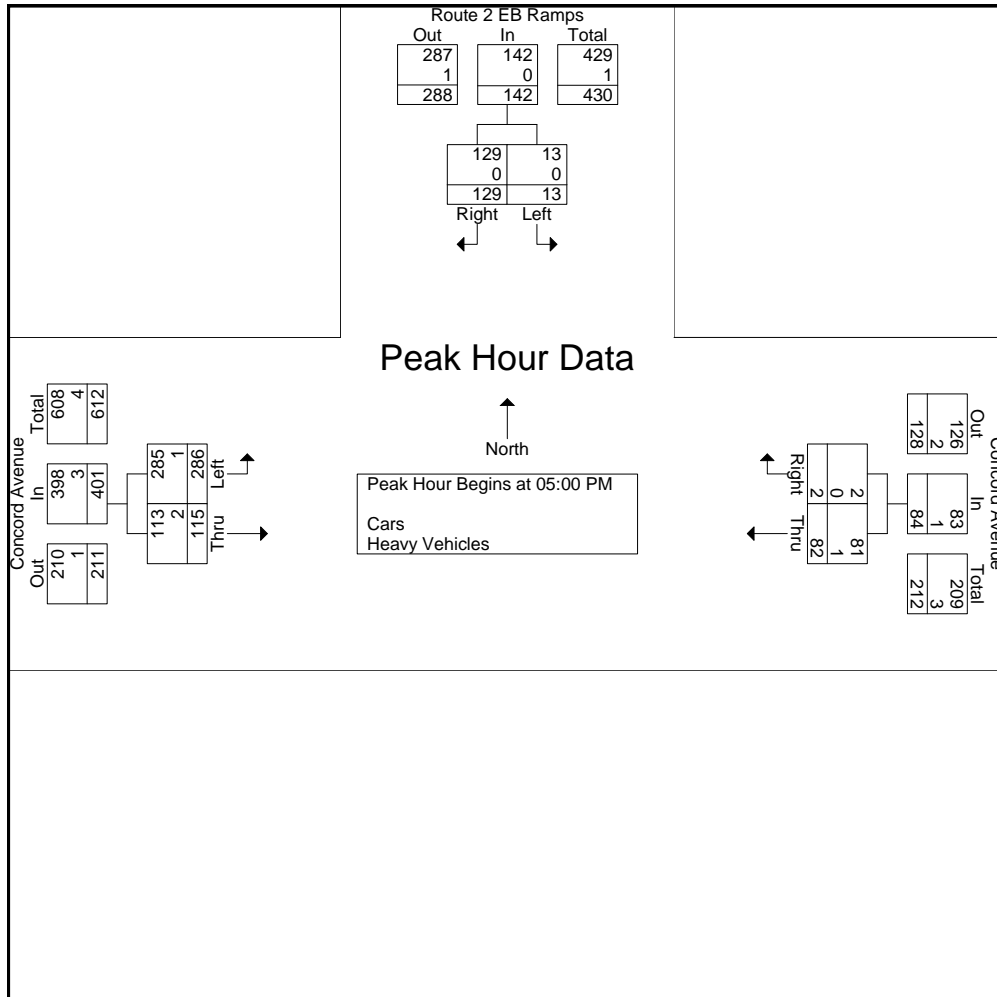 Route 2 EB Ramps
Out In Total
287 142 429
1 0 1
288 142 430
129 13
0 0
129 13
Right Left
Peak Hour Data
North
Peak Hour Begins at 05:00 PM
Cars
Heavy Vehicles
Concord Avenue
Out In Total
210 398 608
1 3 4
211 401 612
285 113
1 2
286 115
Left Thru
Concord Avenue
Out In Total
126 83 209
2 1 3
128 84 212
2 81
0 1
2 82
Right Thru